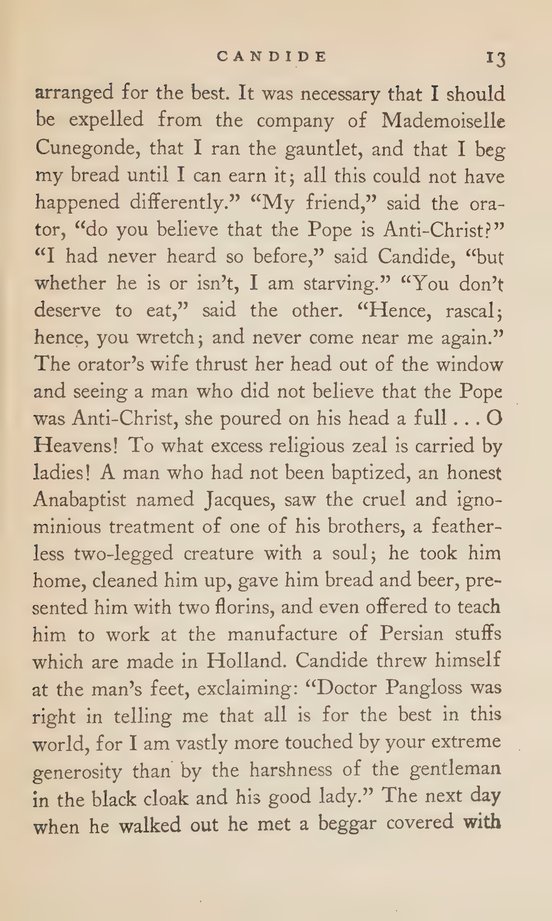 CANDIDE 13
arranged for the best. It was necessary that I should
be expelled from the company of Mademoiselle
Cunegonde, that I ran the gauntlet, and that I beg
my bread until I can earn it; all this could not have
happened differently.” “My friend,” said the ora-
tor, “do you believe that the Pope is Anti-Christ?”
“I had never heard so before,” said Candide, “but
whether he is or isn’t, I am starving.” “You don’t
deserve to eat,” said the other. “Hence, rascal;
hence, you wretch; and never come near me again.”
The orator’s wife thrust her head out of the window
and seeing a man who did not believe that the Pope
was Anti-Christ, she poured on his head a full . . . O
Heavens! To what excess religious zeal is carried by
ladies! A man who had not been baptized, an honest
Anabaptist named Jacques, saw the cruel and igno-
minious treatment of one of his brothers, a feather-
less two-legged creature with a soul; he took him
home, cleaned him up, gave him bread and beer, pre-
sented him with two florins, and even offered to teach
him to work at the manufacture of Persian stuffs
which are made in Holland. Candide threw himself
at the man’s feet, exclaiming: “Doctor Pangloss was
right in telling me that all is for the best in this
world, for I am vastly more touched by your extreme
generosity than by the harshness of the gentleman
in the black cloak and his good lady.” The next day
when he walked out he met a beggar covered with